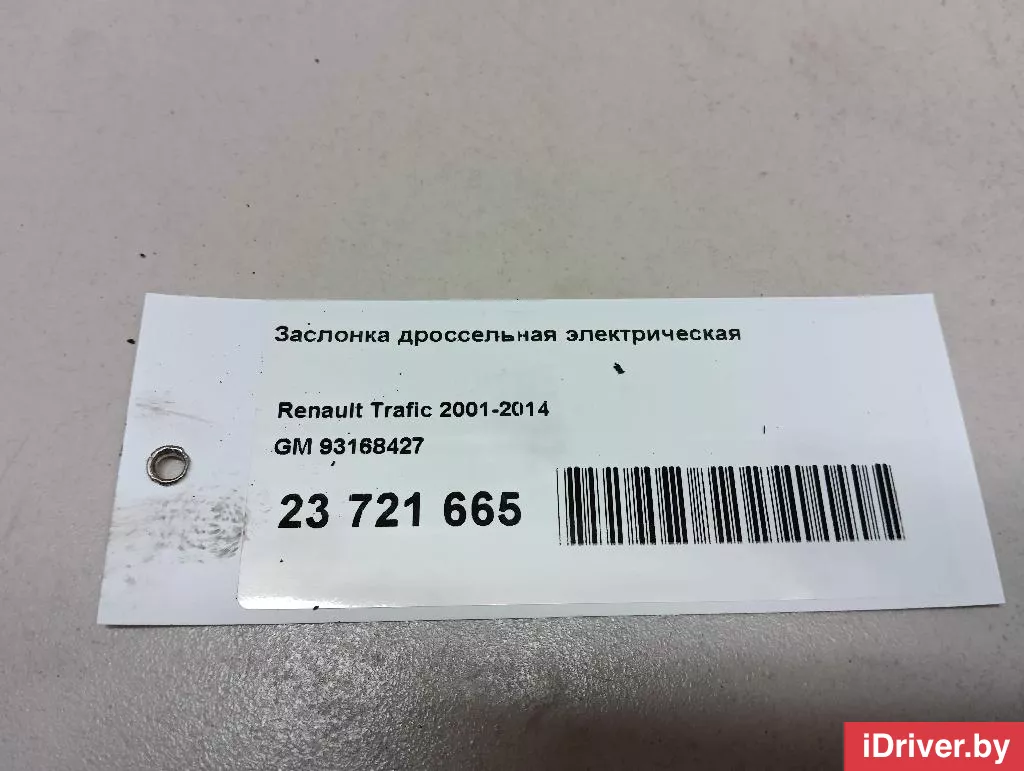 Заслонка дроссельная электрическая
Renault Trafic 2001-2014
GM 93168427
23 721 665
iDriver.by